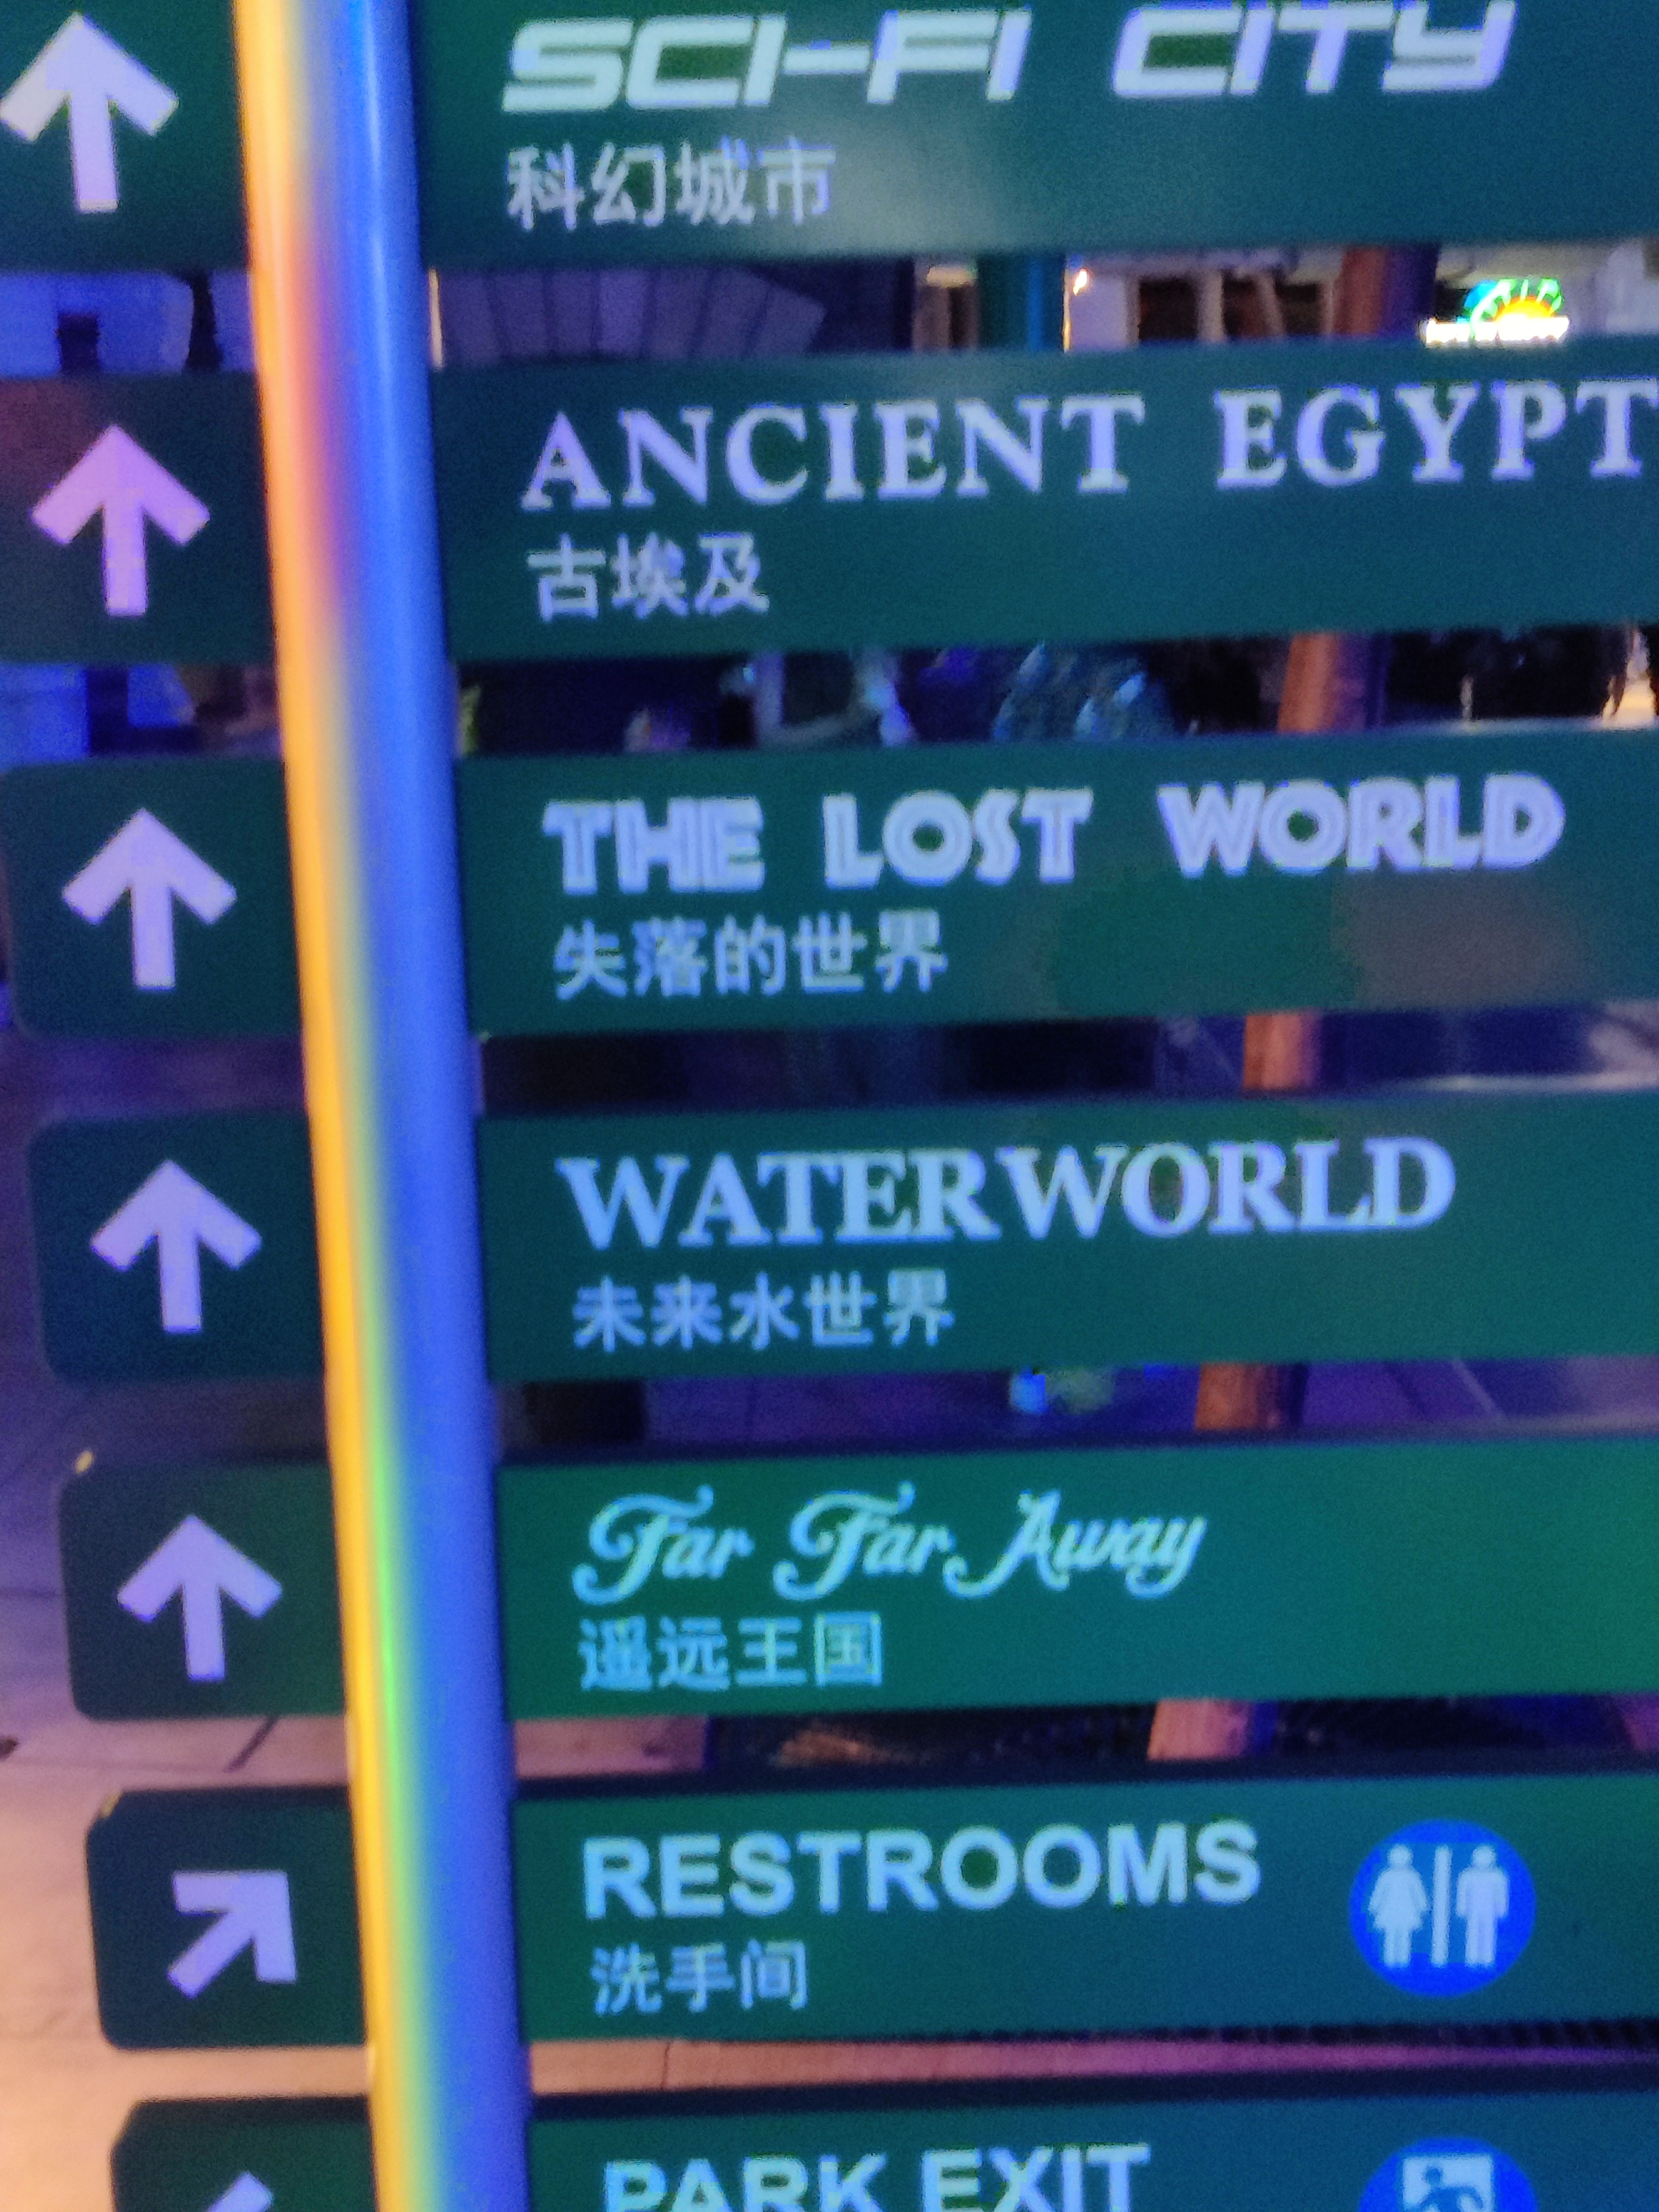 SCI-FI CITY
科幻城市
ANCIENT EGYPT
古埃及
THE LOST WORLD
失落的世界
WATERWORLD
未来水世界
Far Far Away
遥远王国
RESTROOMS
洗手间
PARK EXIT